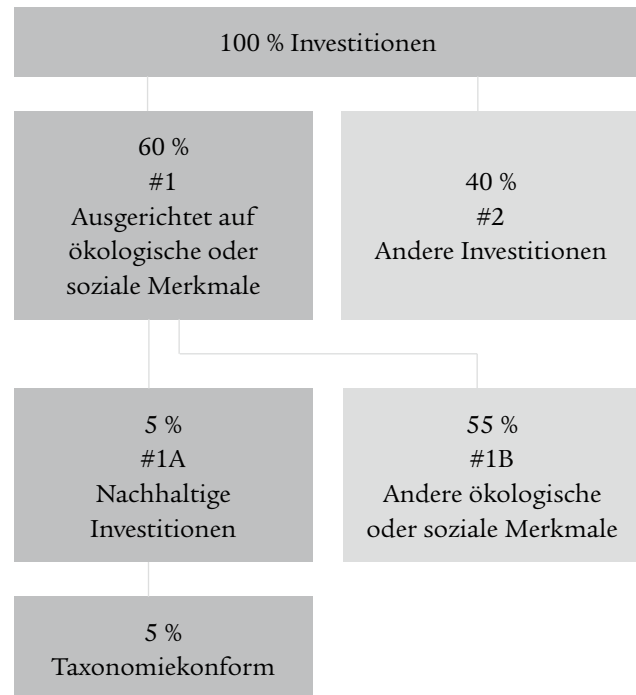 100 % Investitionen
60 %
#1
Ausgerichtet auf
ökologische oder
soziale Merkmale
40 %
#2
Andere Investitionen
5 %
#1A
Nachhaltige
Investitionen
55 %
#1B
Andere ökologische
oder soziale Merkmale
5 %
Taxonomiekonform